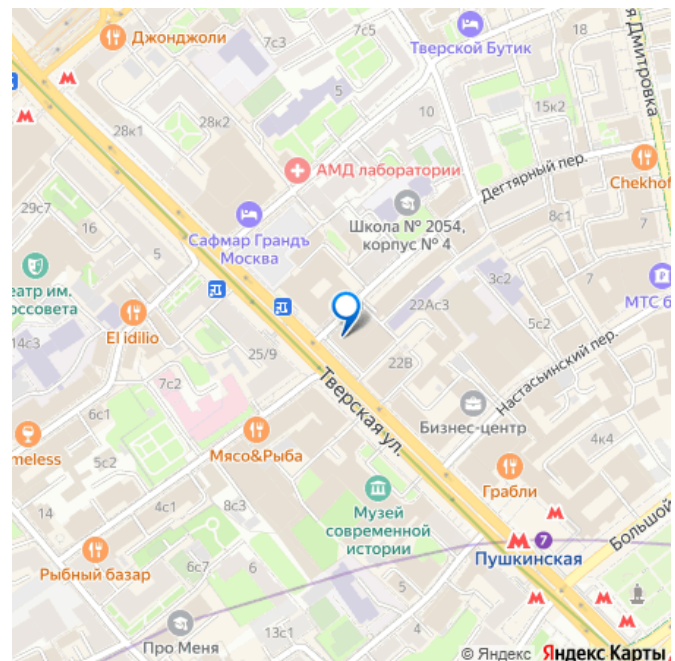 Джонджоли
7с3
7с5
Тверской Бутик
18
я Дмитровка
5
10
15к2
28к1
28к2
АМД лаборатории
Дегтярный пер.
Chekhof
29с7
16
5
Сафмар Грандъ
Москва
Школа № 2054,
корпус № 4
8с1
7
еатр им.
оссовета
3с2
7
МТС б
14с3
El idilio
22Ас3
5с2
25/9
22В
Настасьинский пер.
7с2
Тверская ул.
6с1
Бизнес-центр
meless
5с2
Мясо&Рыба
4к4
Грабли
14
4с1
8с3
Музей
современной
истории
7
Большой
Пушкинская
Рыбный базар
6с7
6
5
4
Про Меня
13с1
© Яндекс Яндекс Карты